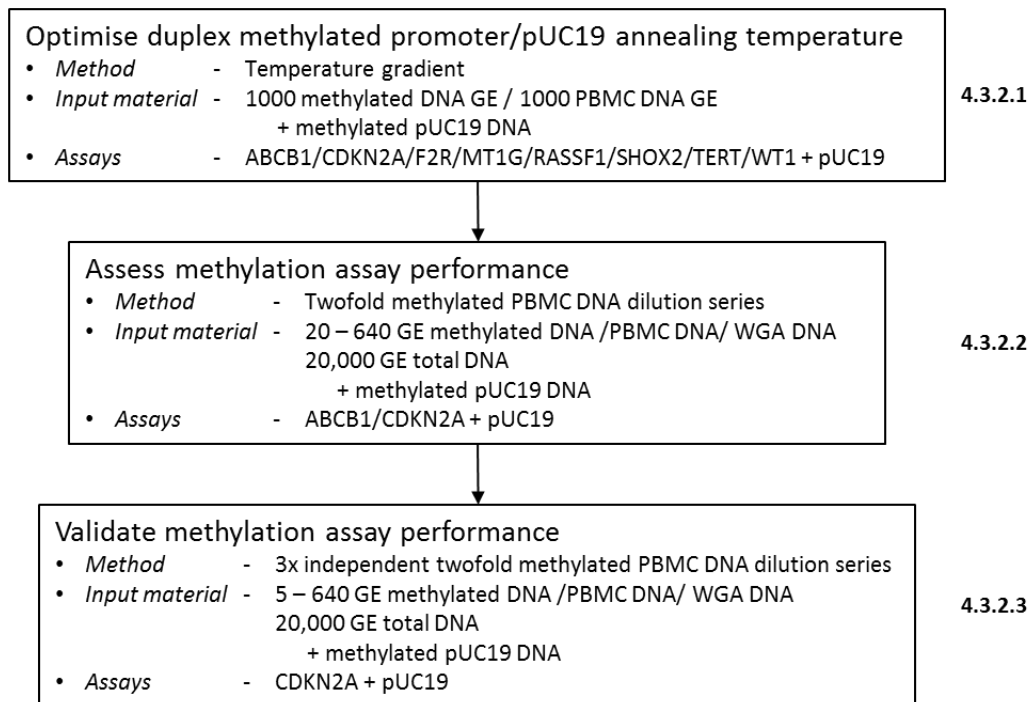 Optimise duplex methylated promoter/pUC19 annealing temperature
• Method - Temperature gradient
• Input material - 1000 methylated DNA GE / 1000 PBMC DNA GE
+ methylated pUC19 DNA
• Assays - ABCB1/CDKN2A/F2R/MT1G/RASSF1/SHOX2/TERT/WT1 + pUC19
4.3.2.1
Assess methylation assay performance
• Method - Twofold methylated PBMC DNA dilution series
• Input material - 20 – 640 GE methylated DNA /PBMC DNA/ WGA DNA
20,000 GE total DNA
+ methylated pUC19 DNA
• Assays - ABCB1/CDKN2A + pUC19
4.3.2.2
Validate methylation assay performance
• Method - 3x independent twofold methylated PBMC DNA dilution series
• Input material - 5 – 640 GE methylated DNA /PBMC DNA/ WGA DNA
20,000 GE total DNA
+ methylated pUC19 DNA
• Assays - CDKN2A + pUC19
4.3.2.3